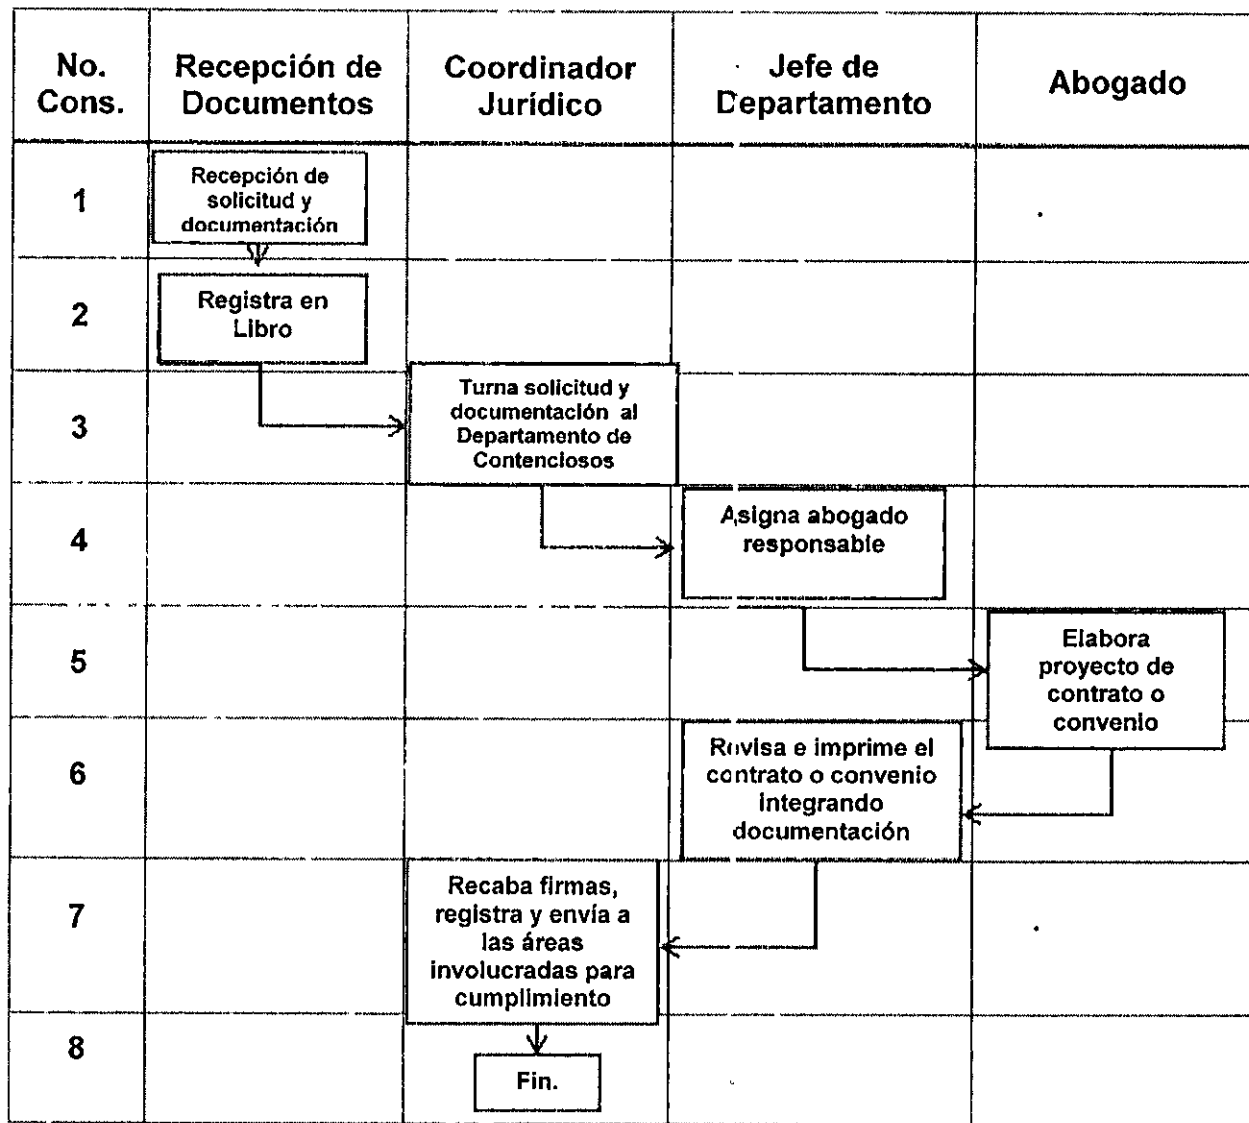 No.
Cons.
Recepción de
Documentos
Coordinador
Jurídico
Jefe de
Departamento
Abogado
1
Recepción de
solicitud y
documentación
2
Registra en
Libro
3
Turna solicitud y
documentación al
Departamento de
Contenciosos
4
Asigna abogado
responsable
5
Elabora
proyecto de
contrato o
convenio
6
Revisa e imprime el
contrato o convenio
integrando
documentación
7
Recaba firmas,
registra y envía a
las áreas
involucradas para
cumplimiento
8
Fin.